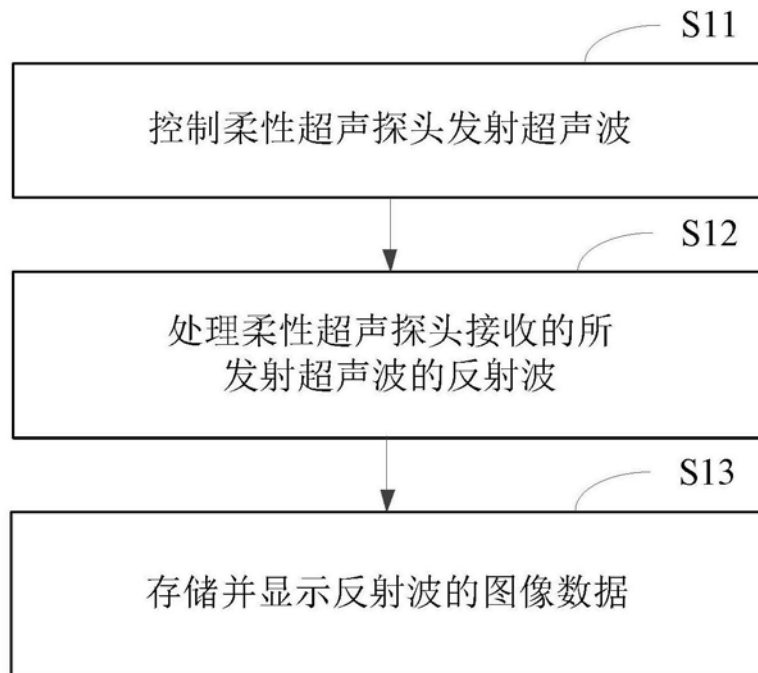 S11
控制柔性超声探头发射超声波
S12
处理柔性超声探头接收的所
发射超声波的反射波
S13
存储并显示反射波的图像数据